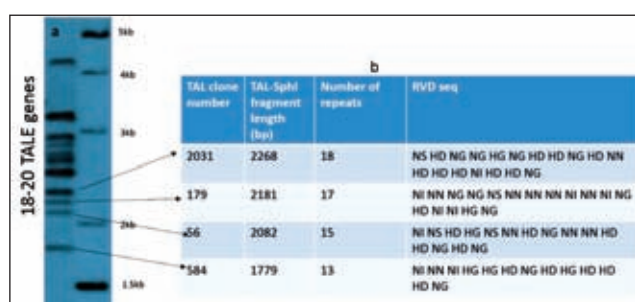 a
5kb
4kb
3kb
2kb
1.5kb
18-20 TALE genes
b
TAL clone number
TAL-SphI fragment length (bp)
Number of repeats
RVD seq
2031
2268
18
NS HD NG NG HG NG HD HD NG HD NN
HD HD HD NI HD HD NG
179
2181
17
NI NN NG NG NS NN NN NN NI NN NI NG
HD NI NI HG NG
56
2082
15
NI NS HD HG NS NN HD NG NN NN HD
HD NG HD NG
584
1779
13
NI NN NI HG HG HD NG HD HG HD HD
HD NG